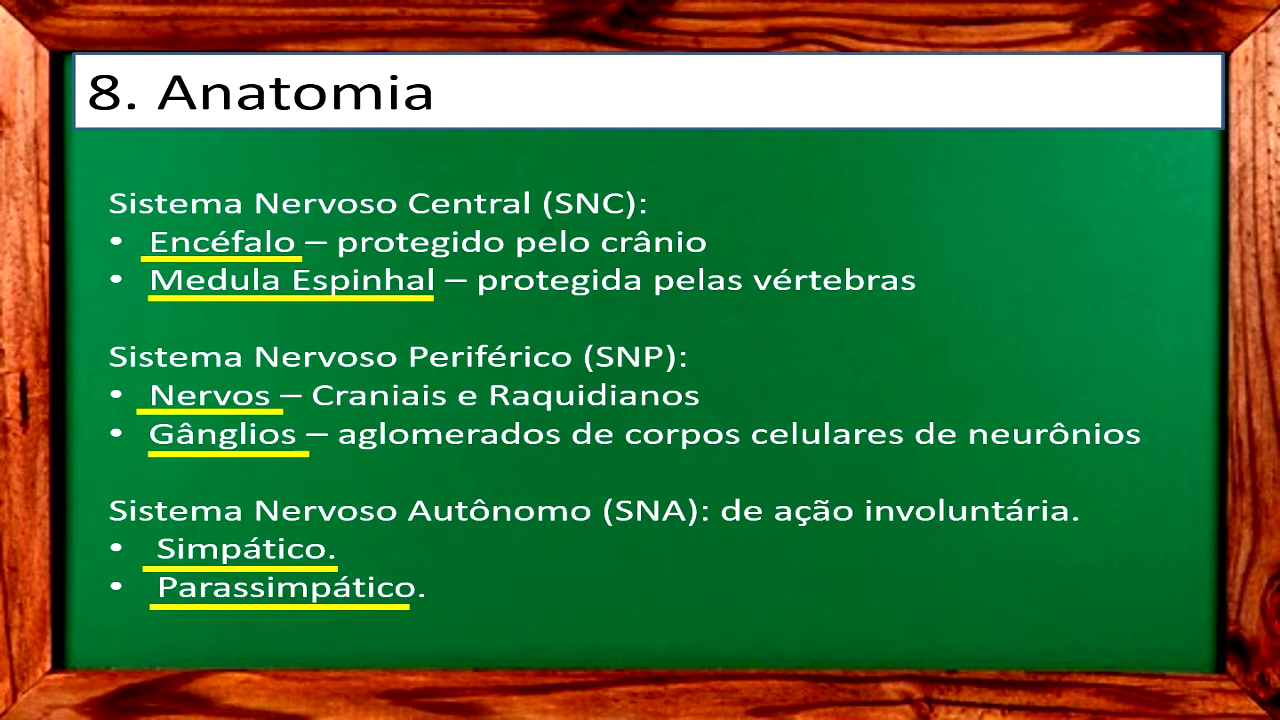 8. Anatomia
Sistema Nervoso Central (SNC):
• Encéfalo – protegido pelo crânio
• Medula Espinhal – protegida pelas vértebras
Sistema Nervoso Periférico (SNP):
• Nervos – Craniais e Raquidianos
• Gânglios – aglomerados de corpos celulares de neurônios
Sistema Nervoso Autônomo (SNA): de ação involuntária.
• Simpático.
• Parassimpático.